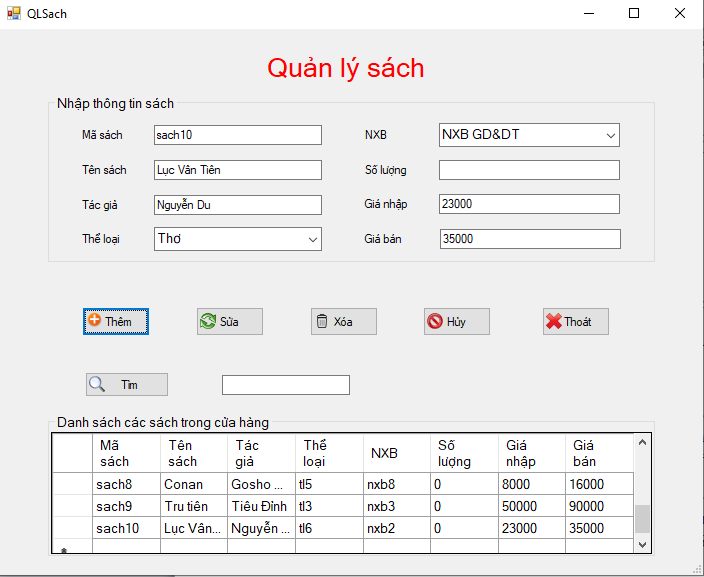 QLSach
Quản lý sách
Nhập thông tin sách
Mã sách sach10 NXB NXB GD&DT
Tên sách Lục Vân Tiên Số lượng
Tác giả Nguyễn Du Giá nhập 23000
Thể loại Thơ Giá bán 35000
Thêm Sửa Xóa Hủy Thoát
Tìm
Danh sách các sách trong cửa hàng
Mã sách Tên sách Tác giả Thể loại NXB Số lượng Giá nhập Giá bán
sach8 Conan Gosho ... tl5 nxb8 0 8000 16000
sach9 Tru tiên Tiêu Đỉnh tl3 nxb3 0 50000 90000
sach10 Lục Vân... Nguyễn ... tl6 nxb2 0 23000 35000